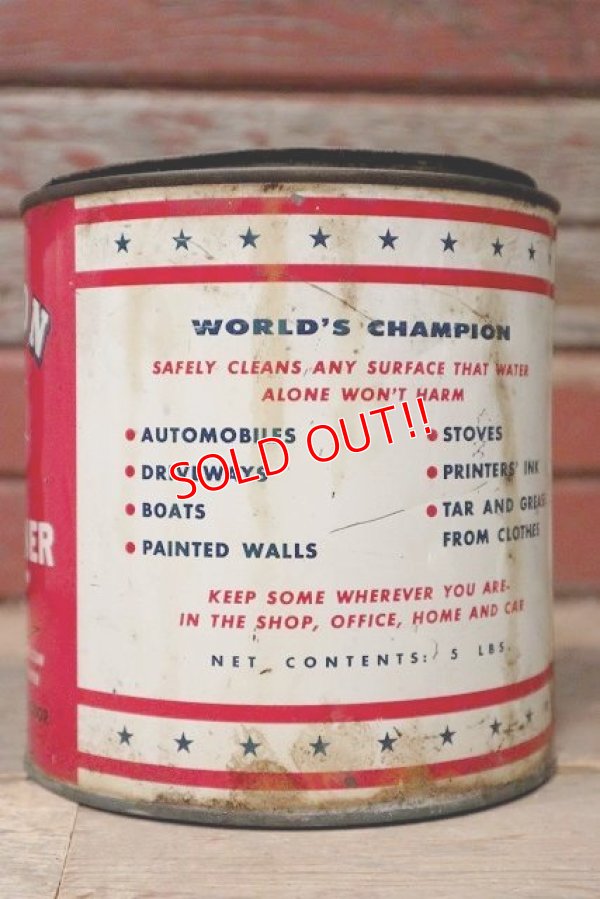 WORLD'S CHAMPION
SAFELY CLEANS ANY SURFACE THAT WATER
ALONE WON'T HARM
• AUTOMOBILES
• DRIVEWAYS
• BOATS
• PAINTED WALLS
• STOVES
• PRINTERS' INK
• TAR AND GREASE
FROM CLOTHES
SOLD OUT!!
KEEP SOME WHEREVER YOU ARE-
IN THE SHOP, OFFICE, HOME AND CAR
NET CONTENTS: 5 LBS.
ON
ER